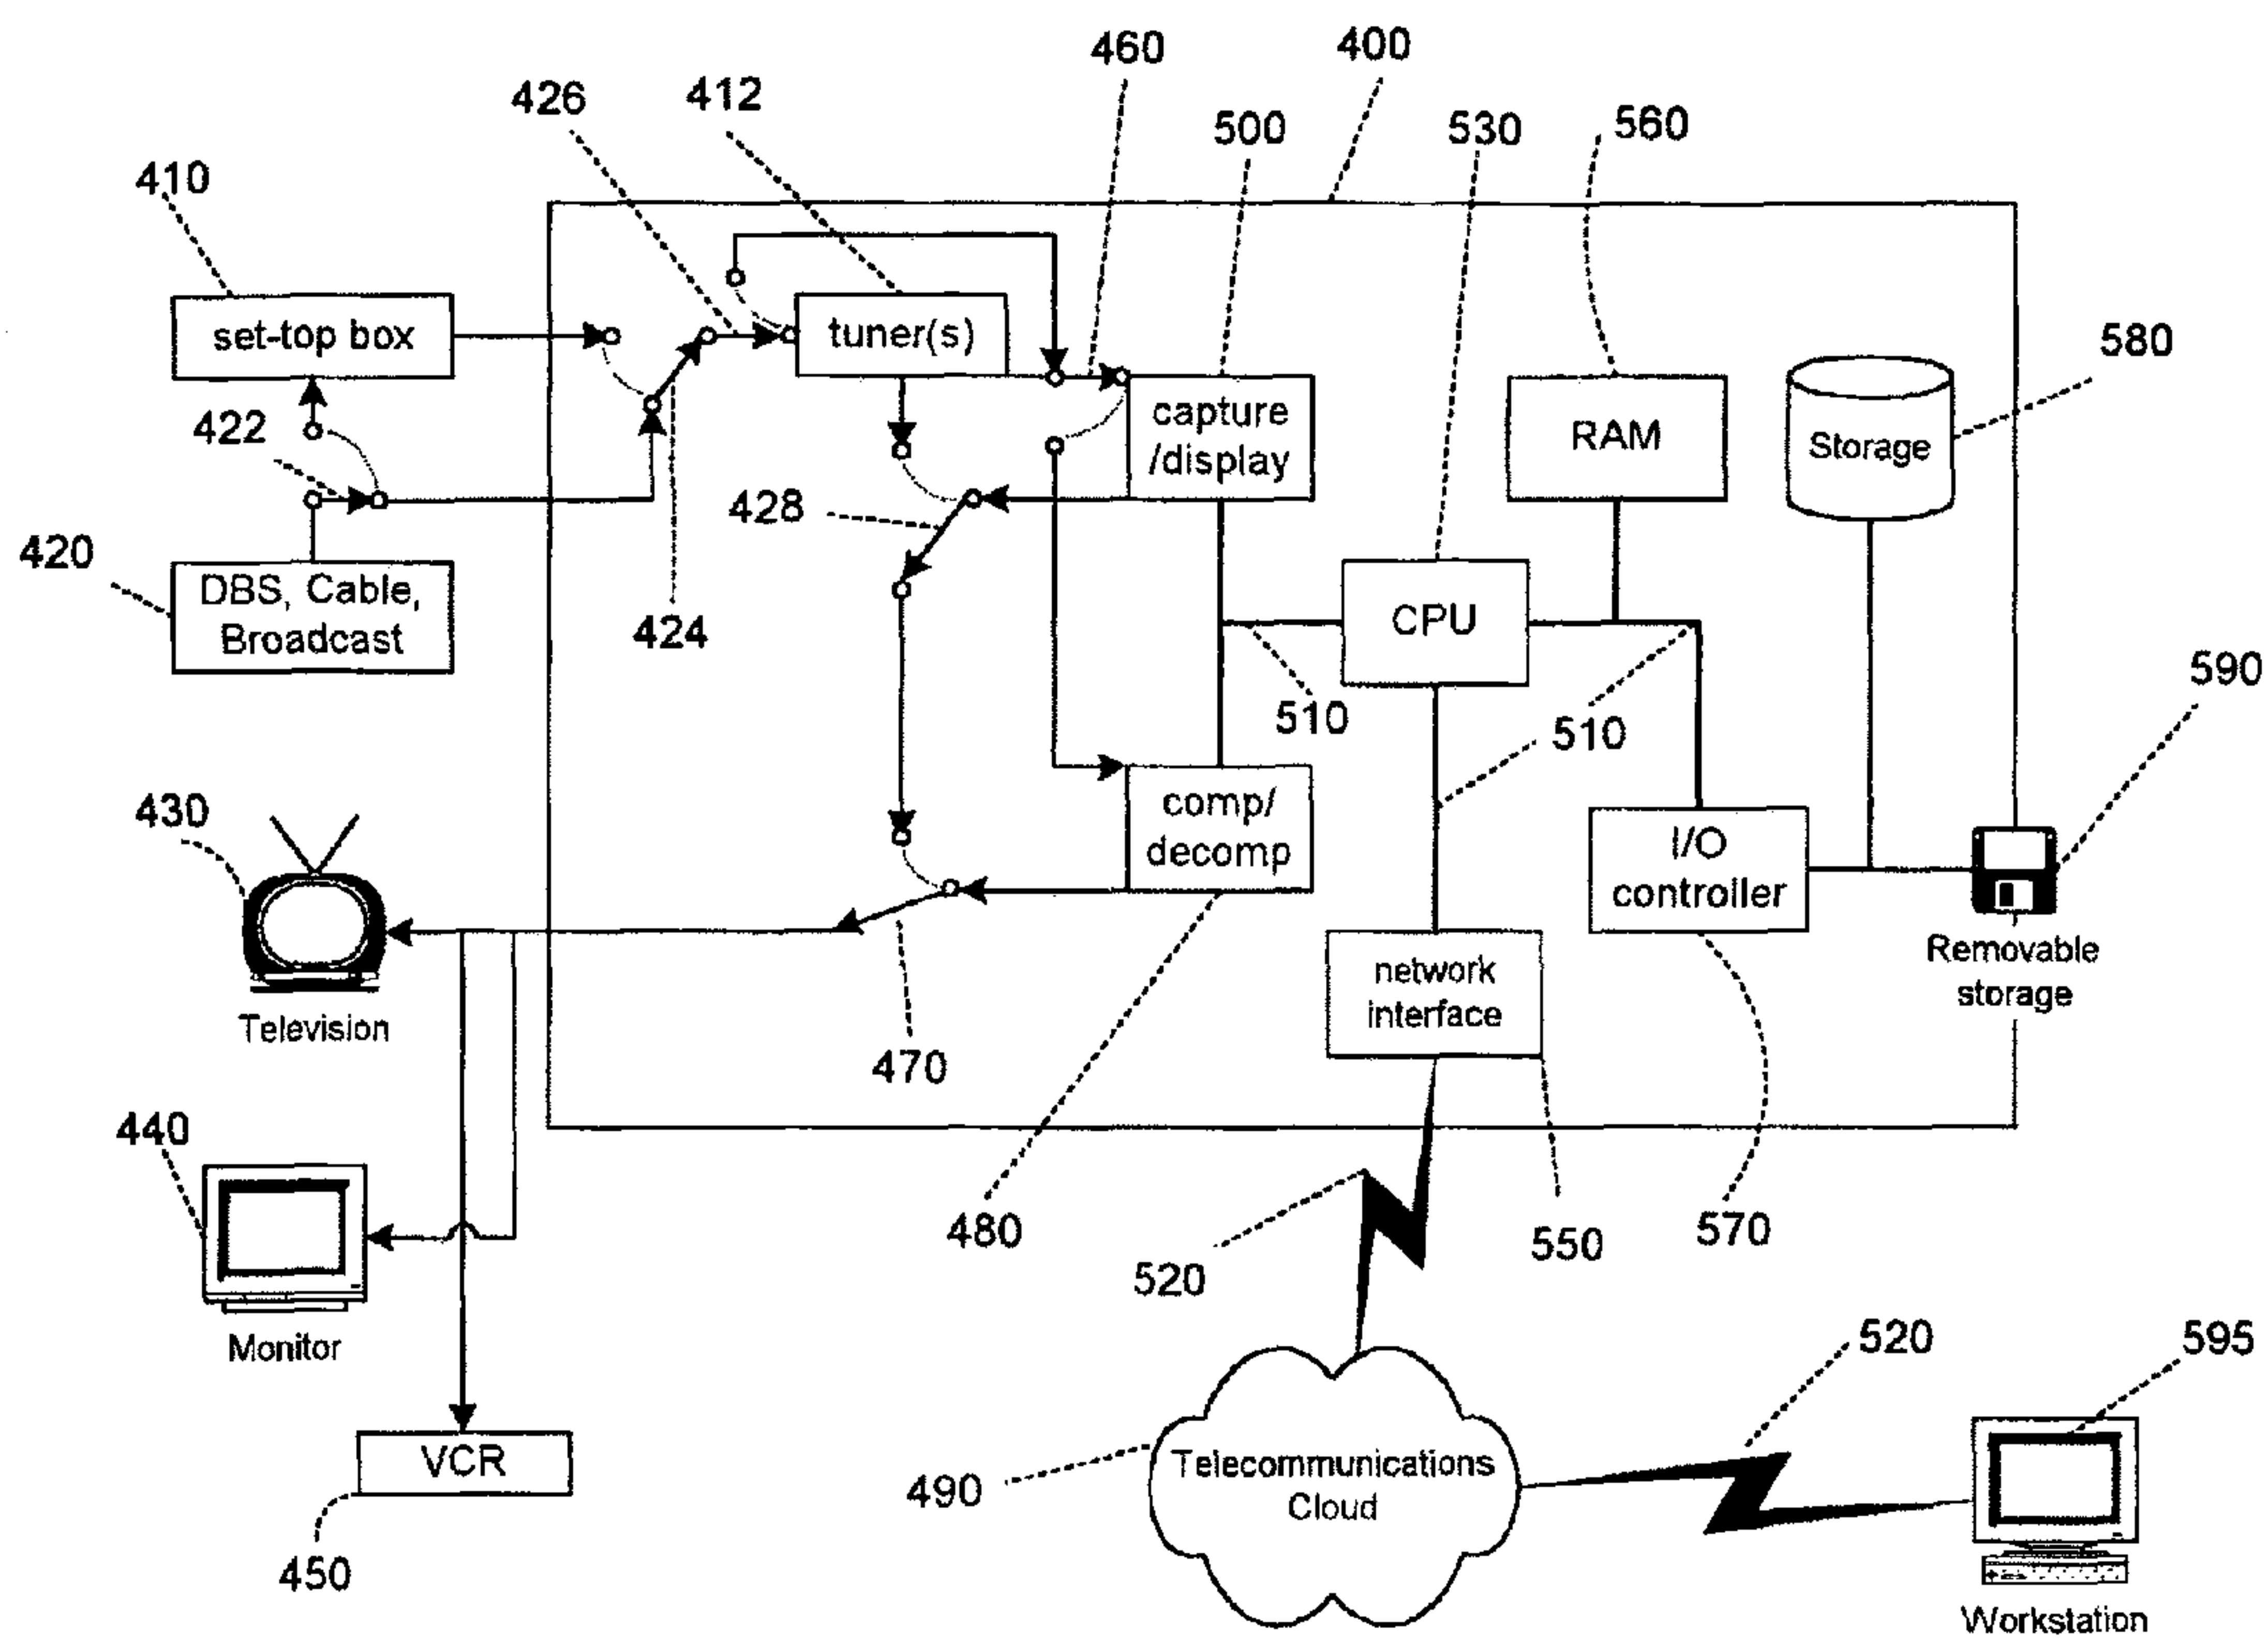 460
400
426
412
500
530
560
410
set-top box
tuner(s)
580
422
capture
/display
RAM
Storage
428
420
DBS, Cable,
Broadcast
424
CPU
590
510
510
430
comp/
decomp
I/O
controller
Removable
storage
network
interface
Television
470
440
480
520
550
570
Monitor
520
595
VCR
490
Telecommunications
Cloud
450
Workstation